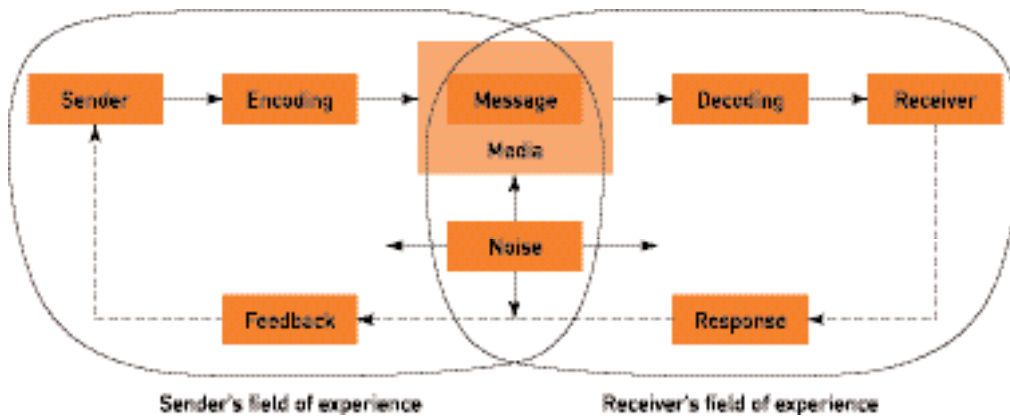 Sender
Encoding
Message
Decoding
Receiver
Media
Noise
Feedback
Response
Sender's field of experience
Receiver's field of experience